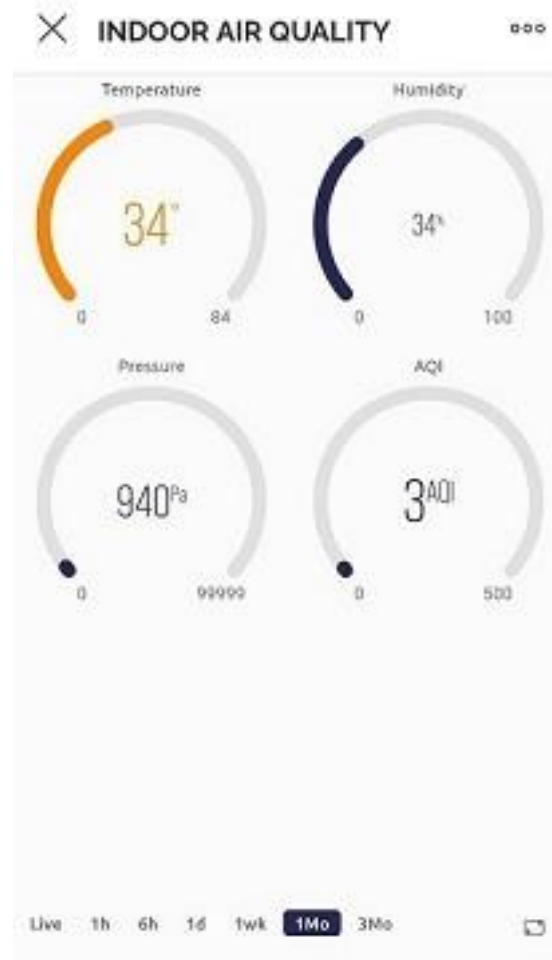 INDOOR AIR QUALITY
Temperature
34°
0 84
Humidity
34%
0 100
Pressure
940Pa
0 99999
AQI
3AQI
0 500
Live 1h 6h 1d 1wk 1Mo 3Mo